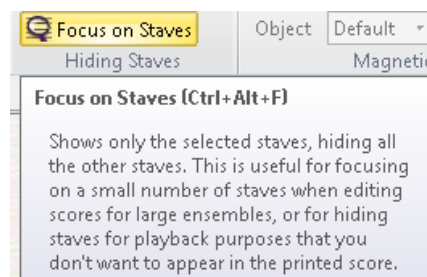 Focus on Staves
Object Default
Hiding Staves
Focus on Staves (Ctrl+Alt+F)
Shows only the selected staves, hiding all
the other staves. This is useful for focusing
on a small number of staves when editing
scores for large ensembles, or for hiding
staves for playback purposes that you
don't want to appear in the printed score.